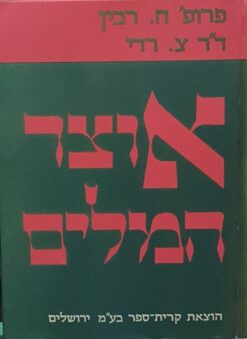 פרופ' ח. רבין
ד"ר צ. רדי
אוצר
המלים
הוצאת קרית-ספר בע"מ ירושלים